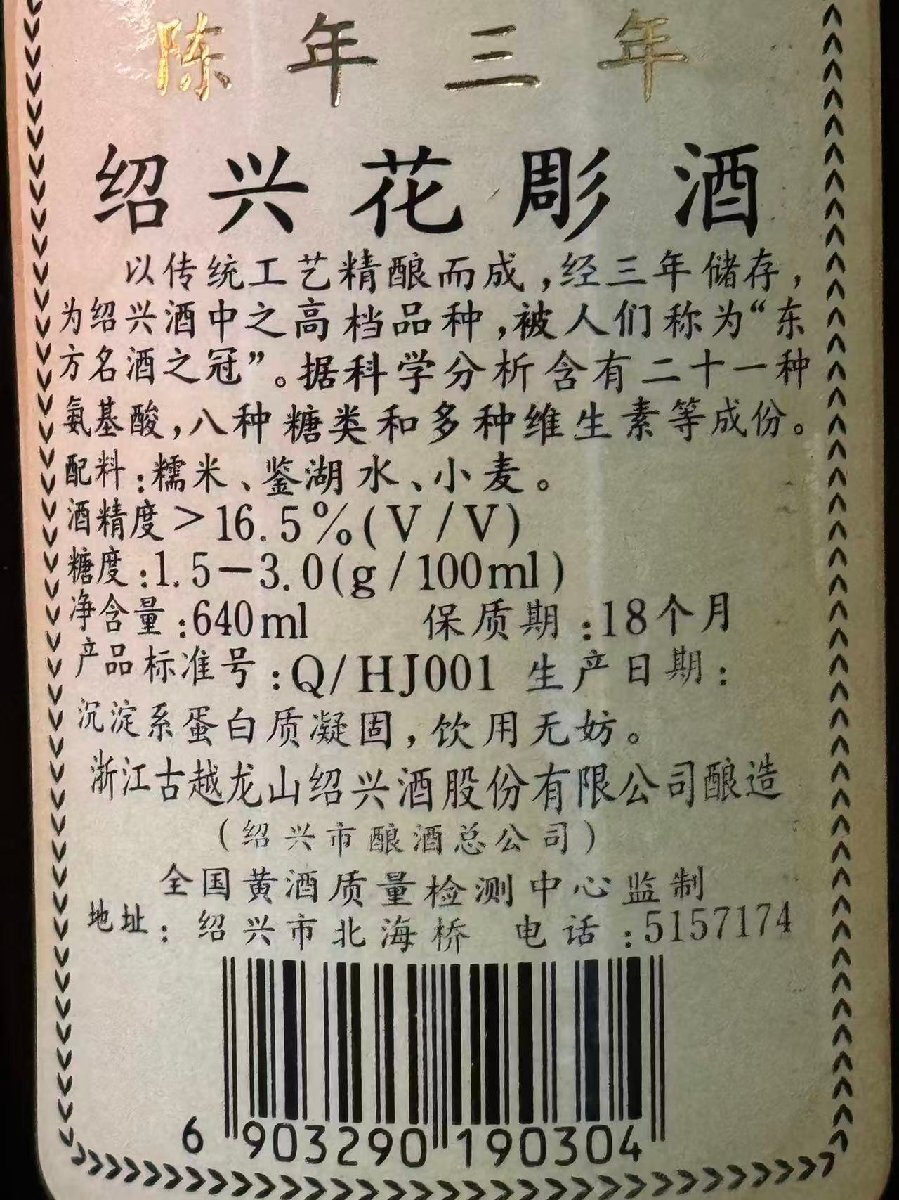 陈年三年
绍兴花彫酒
以传统工艺精酿而成,经三年储存,
为绍兴酒中之高档品种,被人们称为“东
方名酒之冠”。据科学分析含有二十一种
氨基酸,八种糖类和多种维生素等成份。
配料:糯米、鉴湖水、小麦。
酒精度>16.5%(V/V)
糖度:1.5-3.0(g/100ml)
净含量:640ml 保质期:18个月
产品标准号:Q/HJ001 生产日期:
沉淀系蛋白质凝固,饮用无妨。
浙江古越龙山绍兴酒股份有限公司酿造
(绍兴市酿酒总公司)
全国黄酒质量检测中心监制
地址:绍兴市北海桥 电话:5157174
6 903290 190304